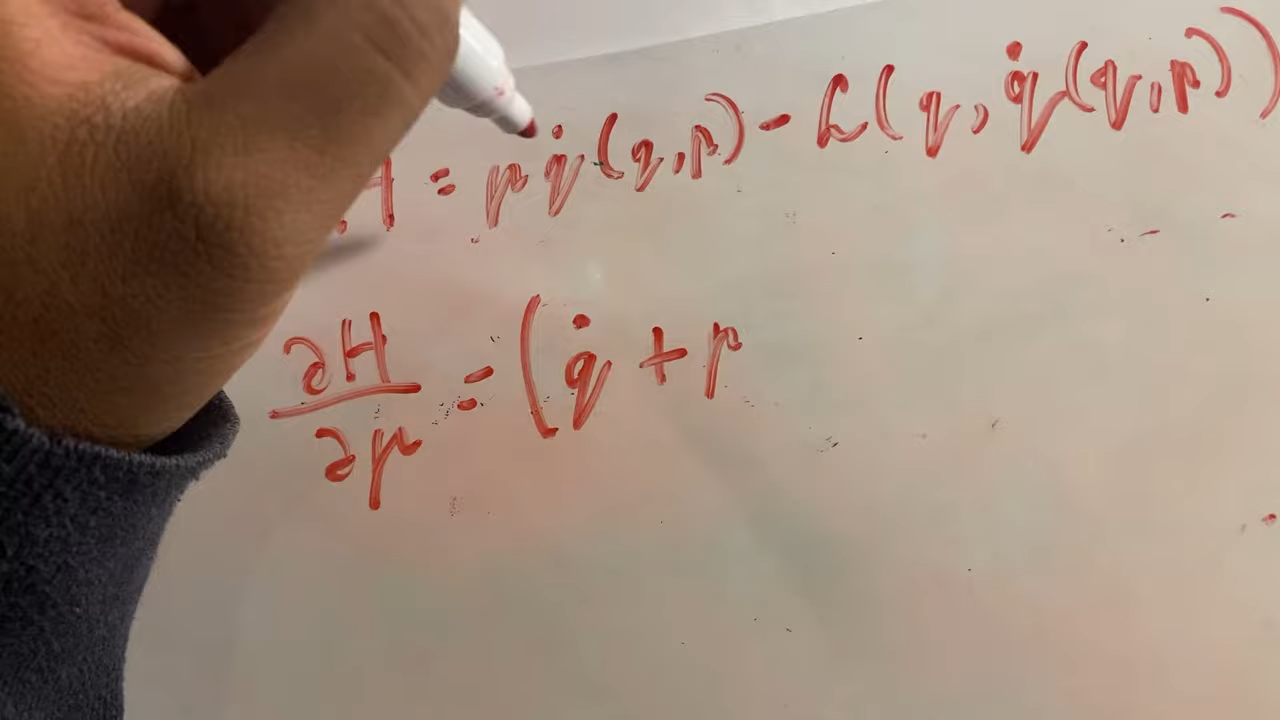 H = p q̇(q,p) - L(q, q̇(q,p))
∂H/∂p = (q̇ + p